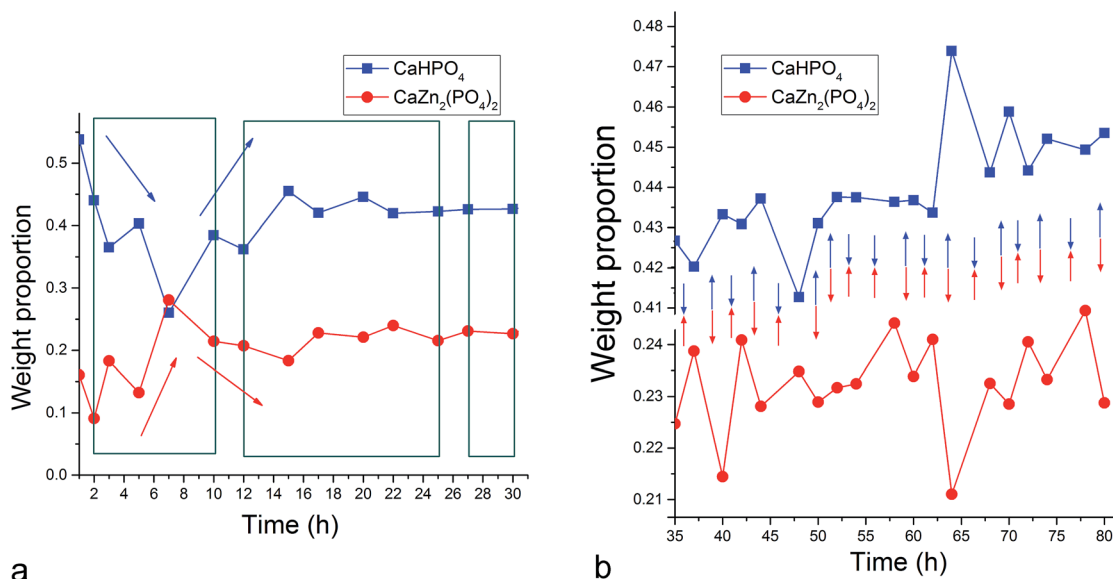 CaHPO₄
CaZn₂(PO₄)₂
Weight proportion
0.5
0.4
0.3
0.2
0.1
0.0
2 4 6 8 10 12 14 16 18 20 22 24 26 28 30
Time (h)
a
CaHPO₄
CaZn₂(PO₄)₂
Weight proportion
0.48
0.47
0.46
0.45
0.44
0.43
0.42
0.41
0.24
0.23
0.22
0.21
35 40 45 50 55 60 65 70 75 80
Time (h)
b